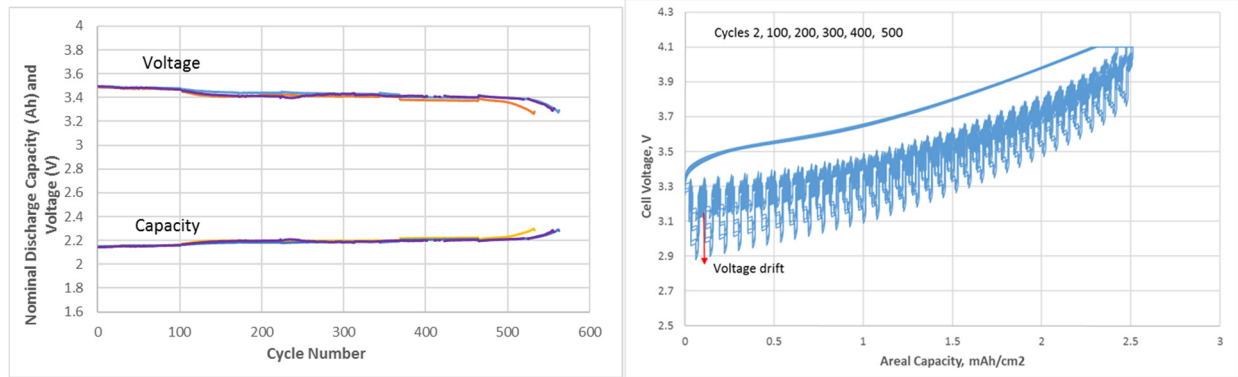 Nominal Discharge Capacity (Ah) and
Voltage (V)
4
3.8
3.6
3.4
3.2
3
2.8
2.6
2.4
2.2
2
1.8
1.6
Voltage
Capacity
0 100 200 300 400 500 600
Cycle Number
Cell Voltage, V
4.3
4.1
3.9
3.7
3.5
3.3
3.1
2.9
2.7
2.5
Cycles 2, 100, 200, 300, 400, 500
Voltage drift
0 0.5 1 1.5 2 2.5 3
Areal Capacity, mAh/cm2